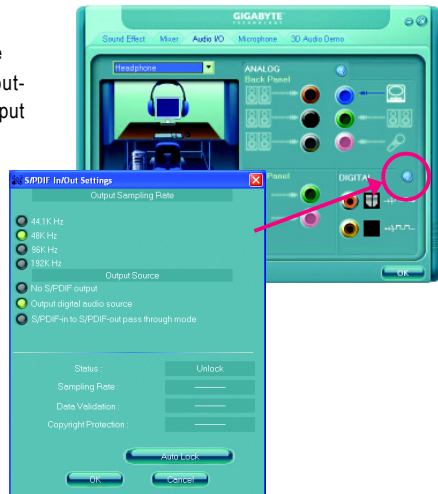 e
out-
put
GIGABYTE
Sound Effect Mixer Audio I/O Microphone 3D Audio Demo
Headphone
ANALOG
Back Panel
Panel
DIGITAL
OK
S/PDIF In/Out Settings
Output Sampling Rate
44.1K Hz
48K Hz
96K Hz
192K Hz
Output Source
No S/PDIF output
Output digital audio source
S/PDIF-in to S/PDIF-out pass through mode
Status : Unlock
Sampling Rate :
Data Validation :
Copyright Protection :
Auto Lock
OK Cancel